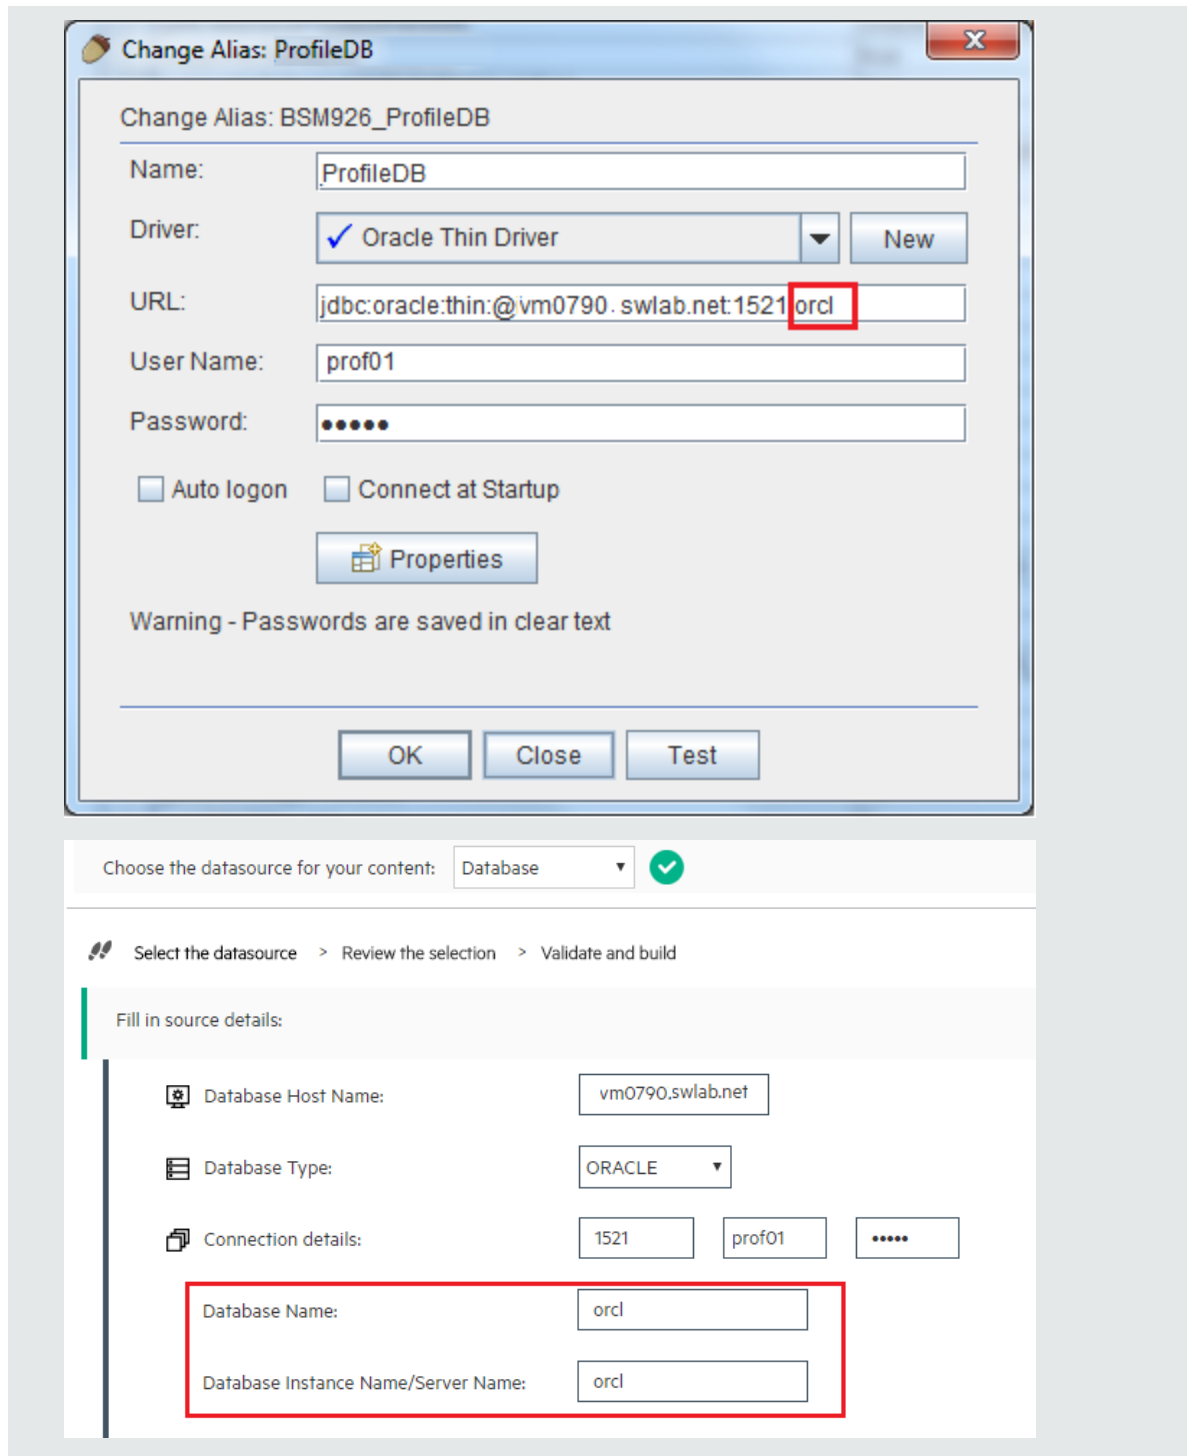 Change Alias: ProfileDB
Change Alias: BSM926_ProfileDB
Name: ProfileDB
Driver: Oracle Thin Driver New
URL: jdbc:oracle:thin:@vm0790.swlab.net:1521 orcl
User Name: prof01
Password: •••••
Auto logon Connect at Startup
Properties
Warning - Passwords are saved in clear text
OK Close Test
Choose the datasource for your content: Database
Select the datasource > Review the selection > Validate and build
Fill in source details:
Database Host Name: vm0790.swlab.net
Database Type: ORACLE
Connection details: 1521 prof01 •••••
Database Name: orcl
Database Instance Name/Server Name: orcl